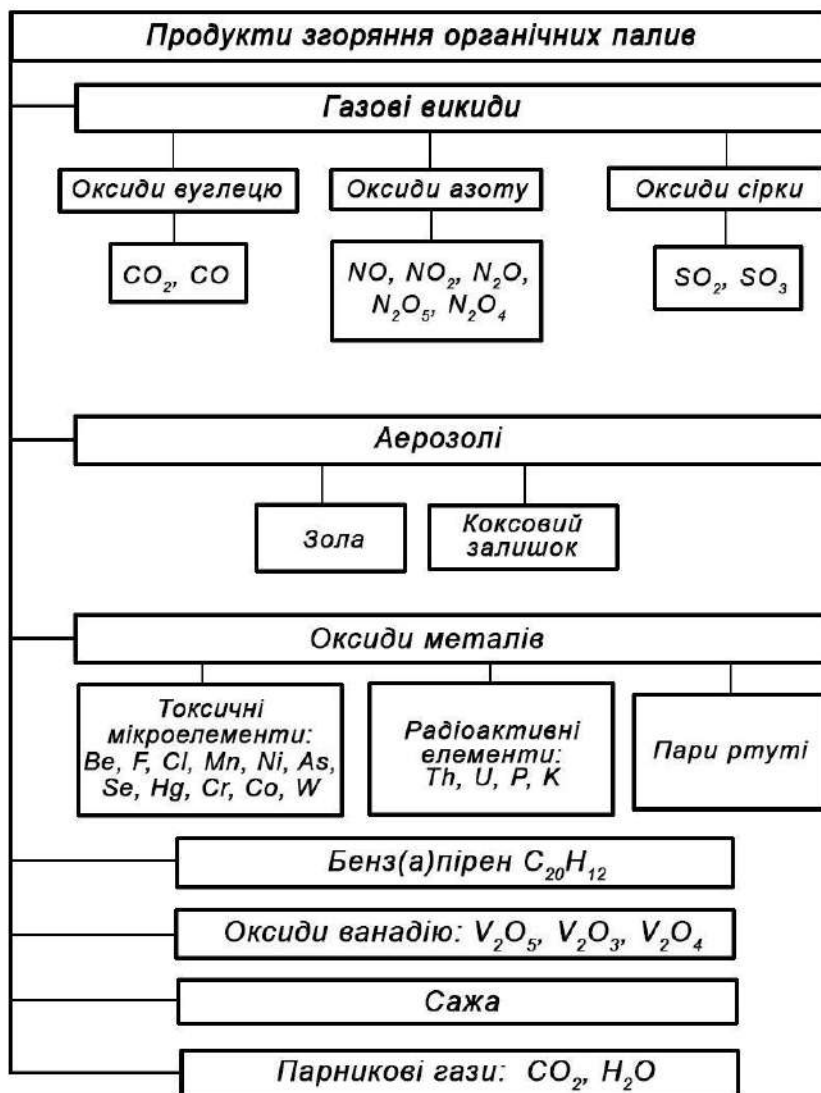 Продукти згоряння органічних палив
Газові викиди
Оксиди вуглецю
Оксиди азоту
Оксиди сірки
CO₂, CO
NO, NO₂, N₂O,
N₂O₅, N₂O₄
SO₂, SO₃
Аерозолі
Зола
Коксовий
залишок
Оксиди металів
Токсичні
мікроелементи:
Be, F, Cl, Mn, Ni, As,
Se, Hg, Cr, Co, W
Радіоактивні
елементи:
Th, U, P, K
Пари ртуті
Бенз(а)пірен C₂₀H₁₂
Оксиди ванадію: V₂O₅, V₂O₃, V₂O₄
Сажа
Парникові гази: CO₂, H₂O